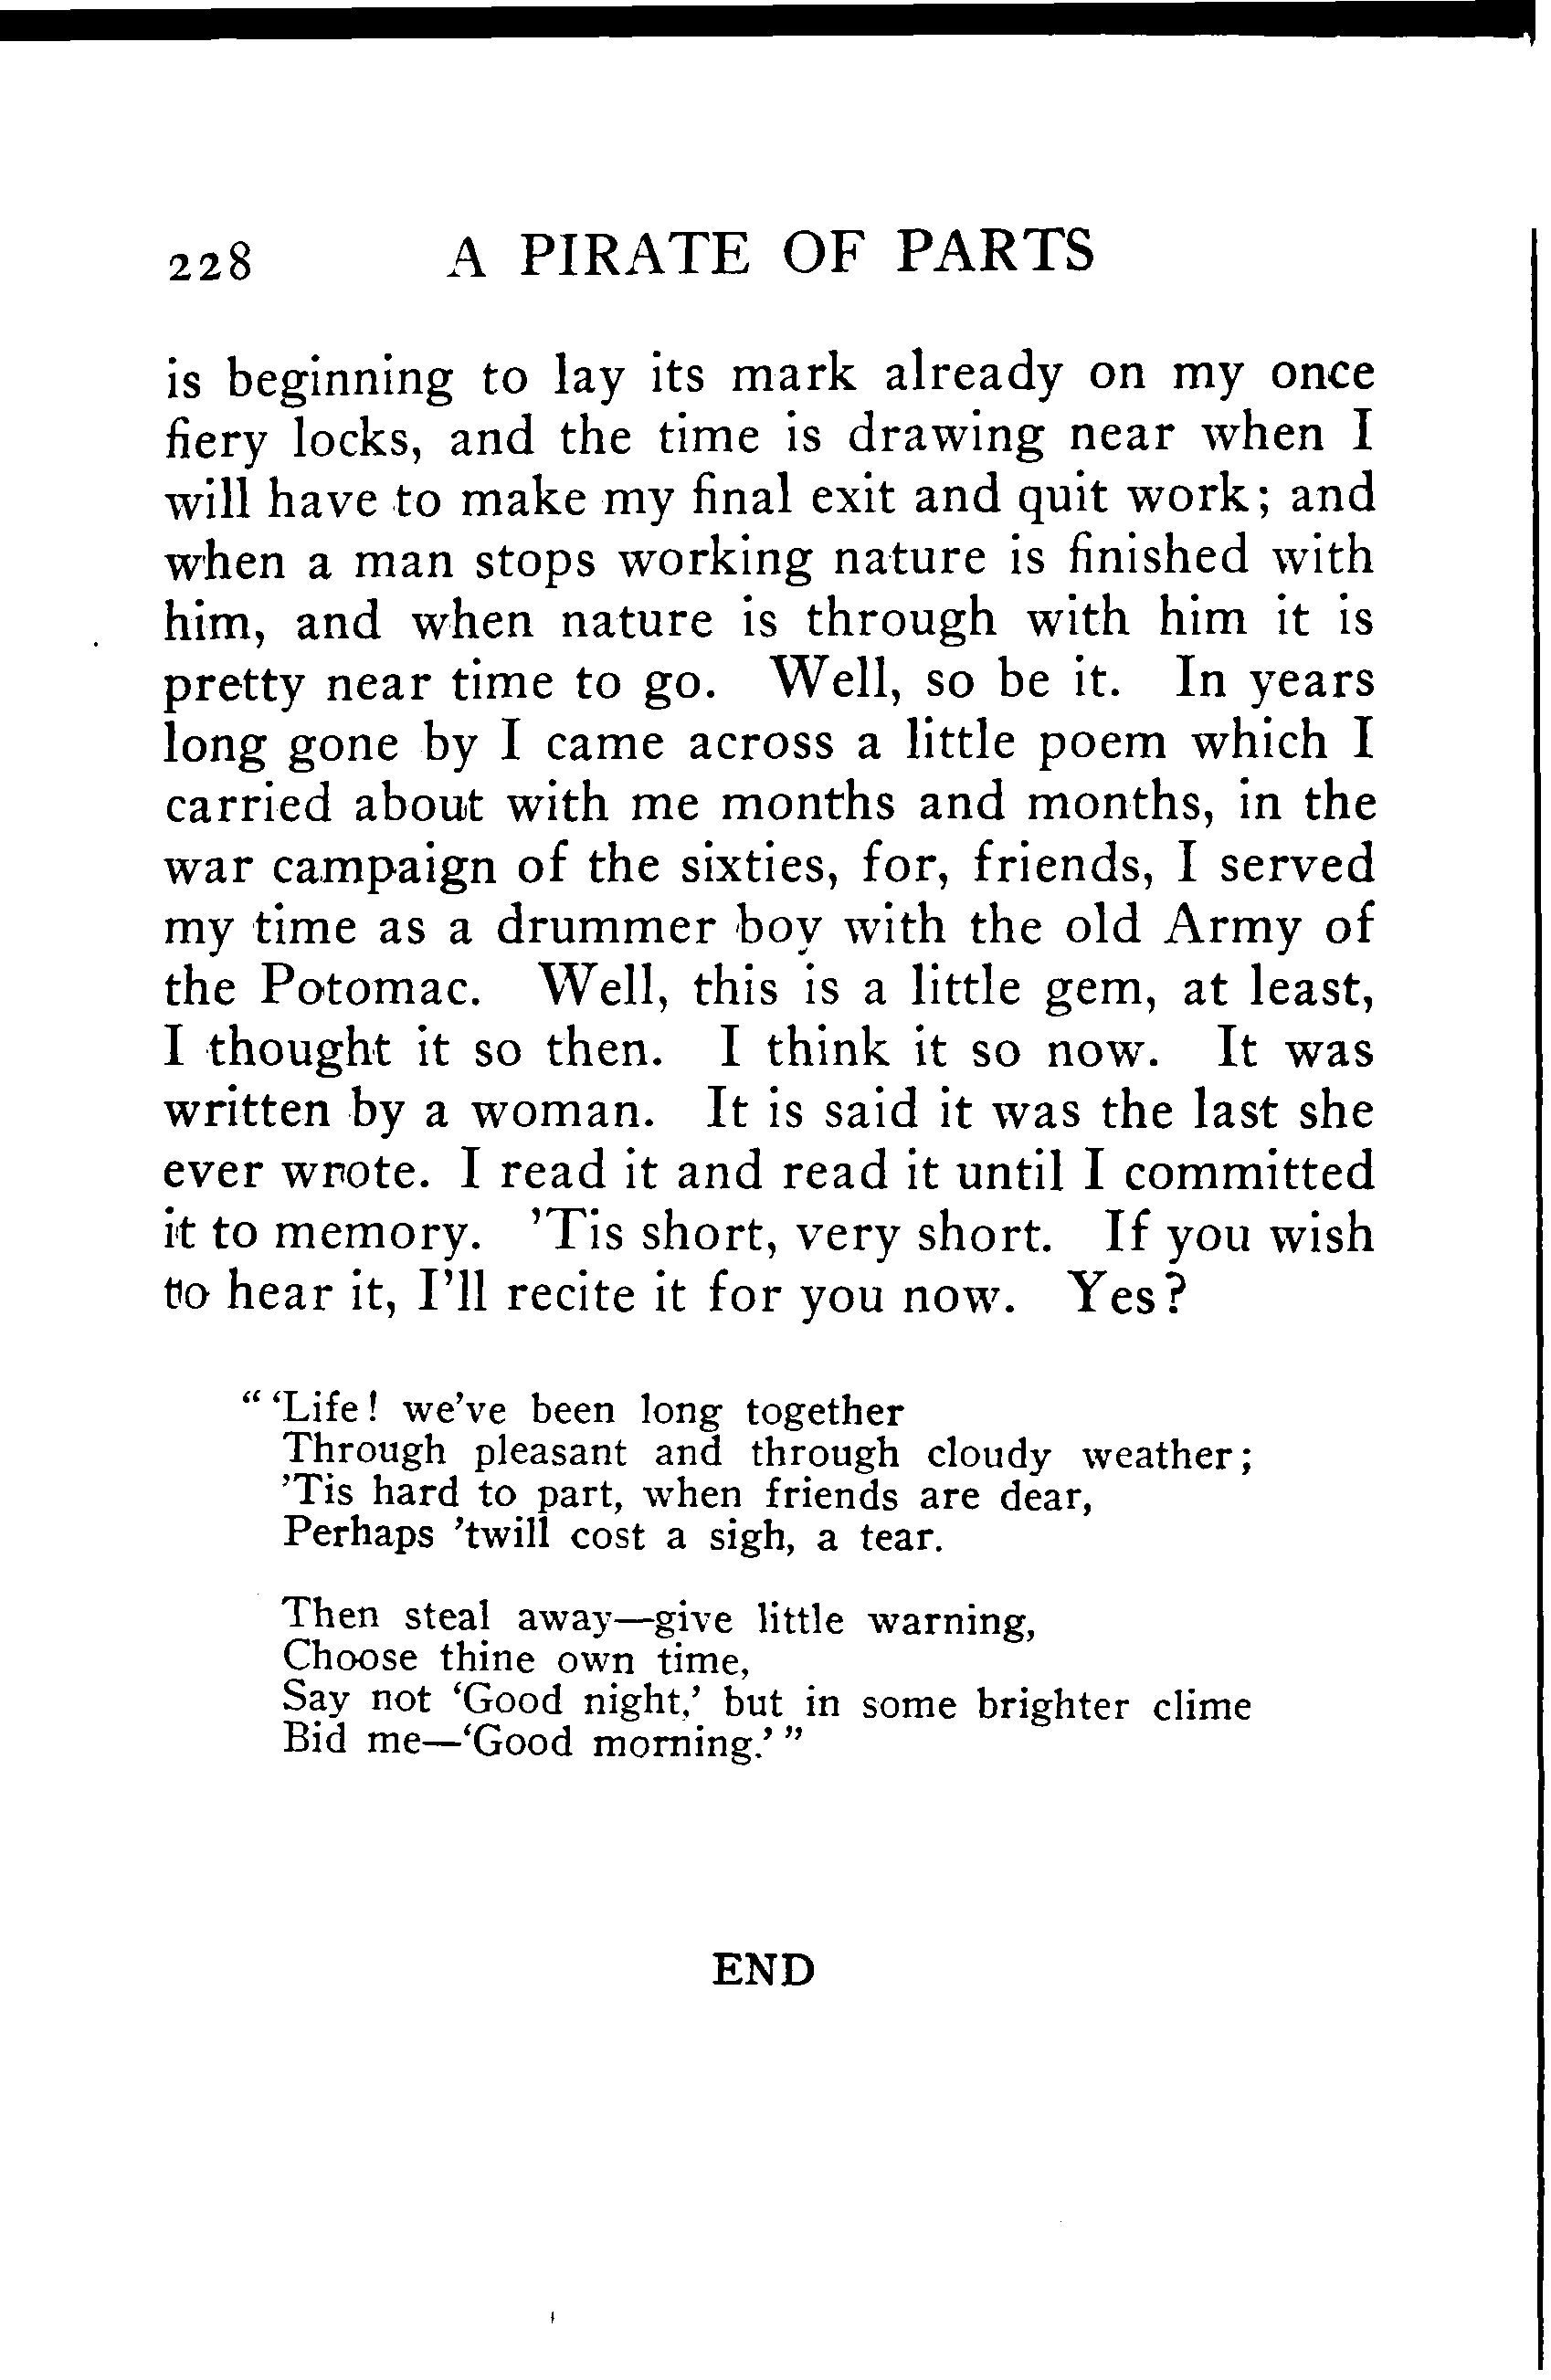 228 A PIRATE OF PARTS
is beginning to lay its mark already on my once
fiery locks, and the time is drawing near when I
will have to make my final exit and quit work; and
when a man stops working nature is finished with
him, and when nature is through with him it is
pretty near time to go. Well, so be it. In years
long gone by I came across a little poem which I
carried about with me months and months, in the
war campaign of the sixties, for, friends, I served
my time as a drummer boy with the old Army of
the Potomac. Well, this is a little gem, at least,
I thought it so then. I think it so now. It was
written by a woman. It is said it was the last she
ever wrote. I read it and read it until I committed
it to memory. 'Tis short, very short. If you wish
to hear it, I'll recite it for you now. Yes?
“ ‘Life! we've been long together
Through pleasant and through cloudy weather;
'Tis hard to part, when friends are dear,
Perhaps 'twill cost a sigh, a tear.
Then steal away—give little warning,
Choose thine own time,
Say not ‘Good night,’ but in some brighter clime
Bid me—‘Good morning.’ ”
END